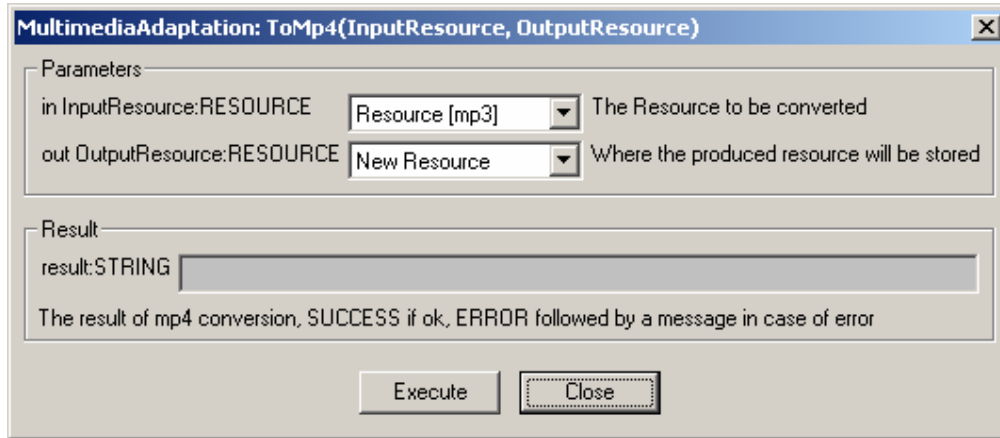 MultimediaAdaptation: ToMp4(InputResource, OutputResource)
Parameters
in InputResource:RESOURCE Resource [mp3] The Resource to be converted
out OutputResource:RESOURCE New Resource Where the produced resource will be stored
Result
result:STRING
The result of mp4 conversion, SUCCESS if ok, ERROR followed by a message in case of error
Execute Close